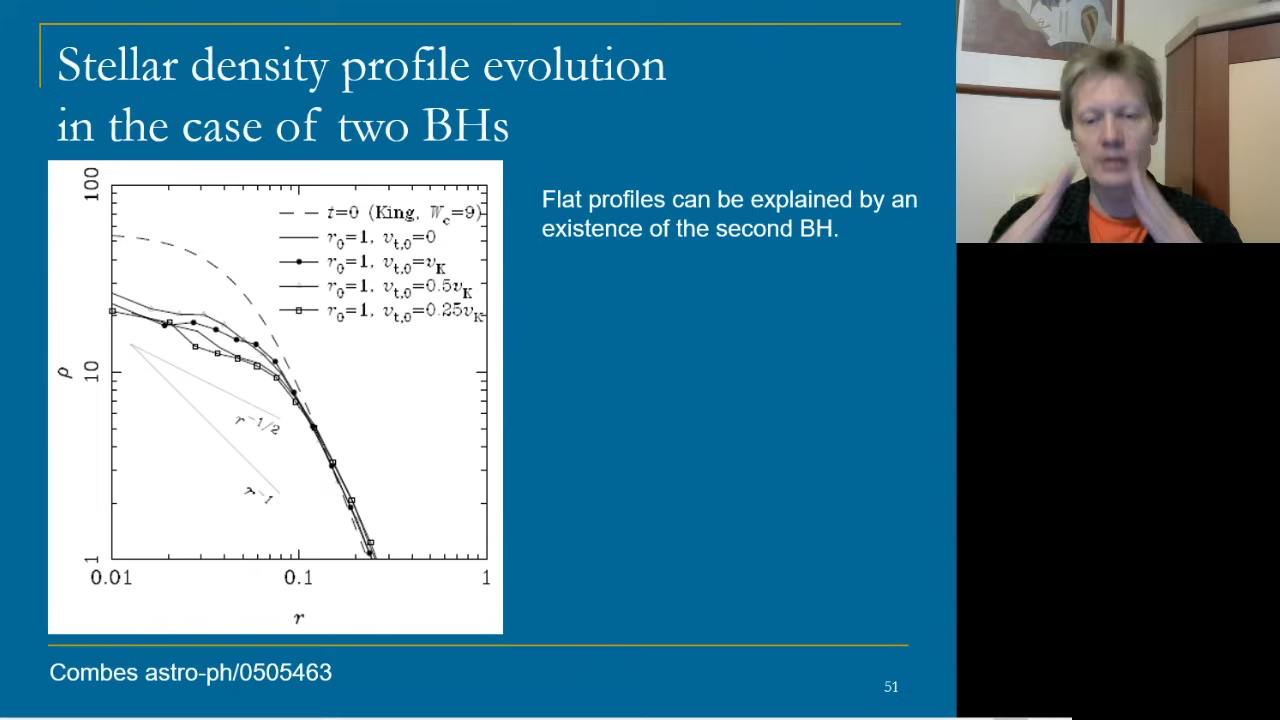 Stellar density profile evolution
in the case of two BHs
Flat profiles can be explained by an
existence of the second BH.
t=0 (King, W_c=9)
r_0=1, v_t,0=0
r_0=1, v_t,0=v_K
r_0=1, v_t,0=0.5v_K
r_0=1, v_t,0=0.25v_K
100
10
1
ρ
r^-1/2
r^-1
0.01
0.1
1
r
Combes astro-ph/0505463
51